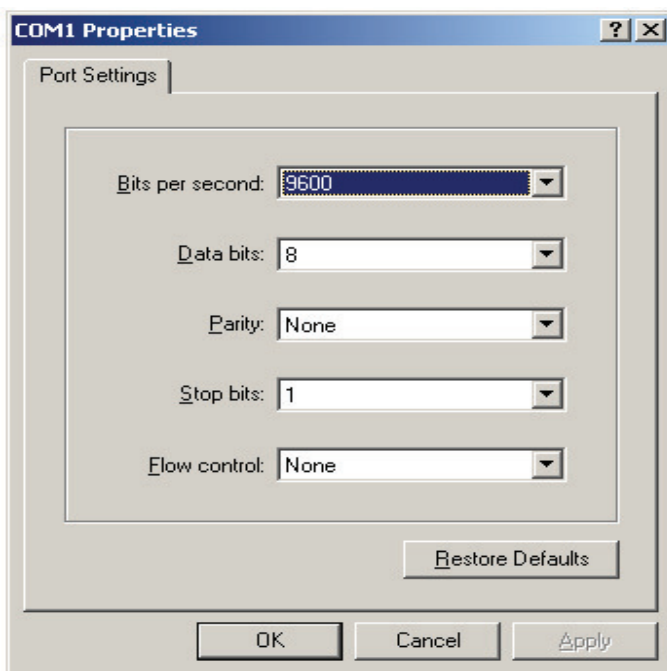 COM1 Properties
Port Settings
Bits per second: 9600
Data bits: 8
Parity: None
Stop bits: 1
Flow control: None
Restore Defaults
OK Cancel Apply